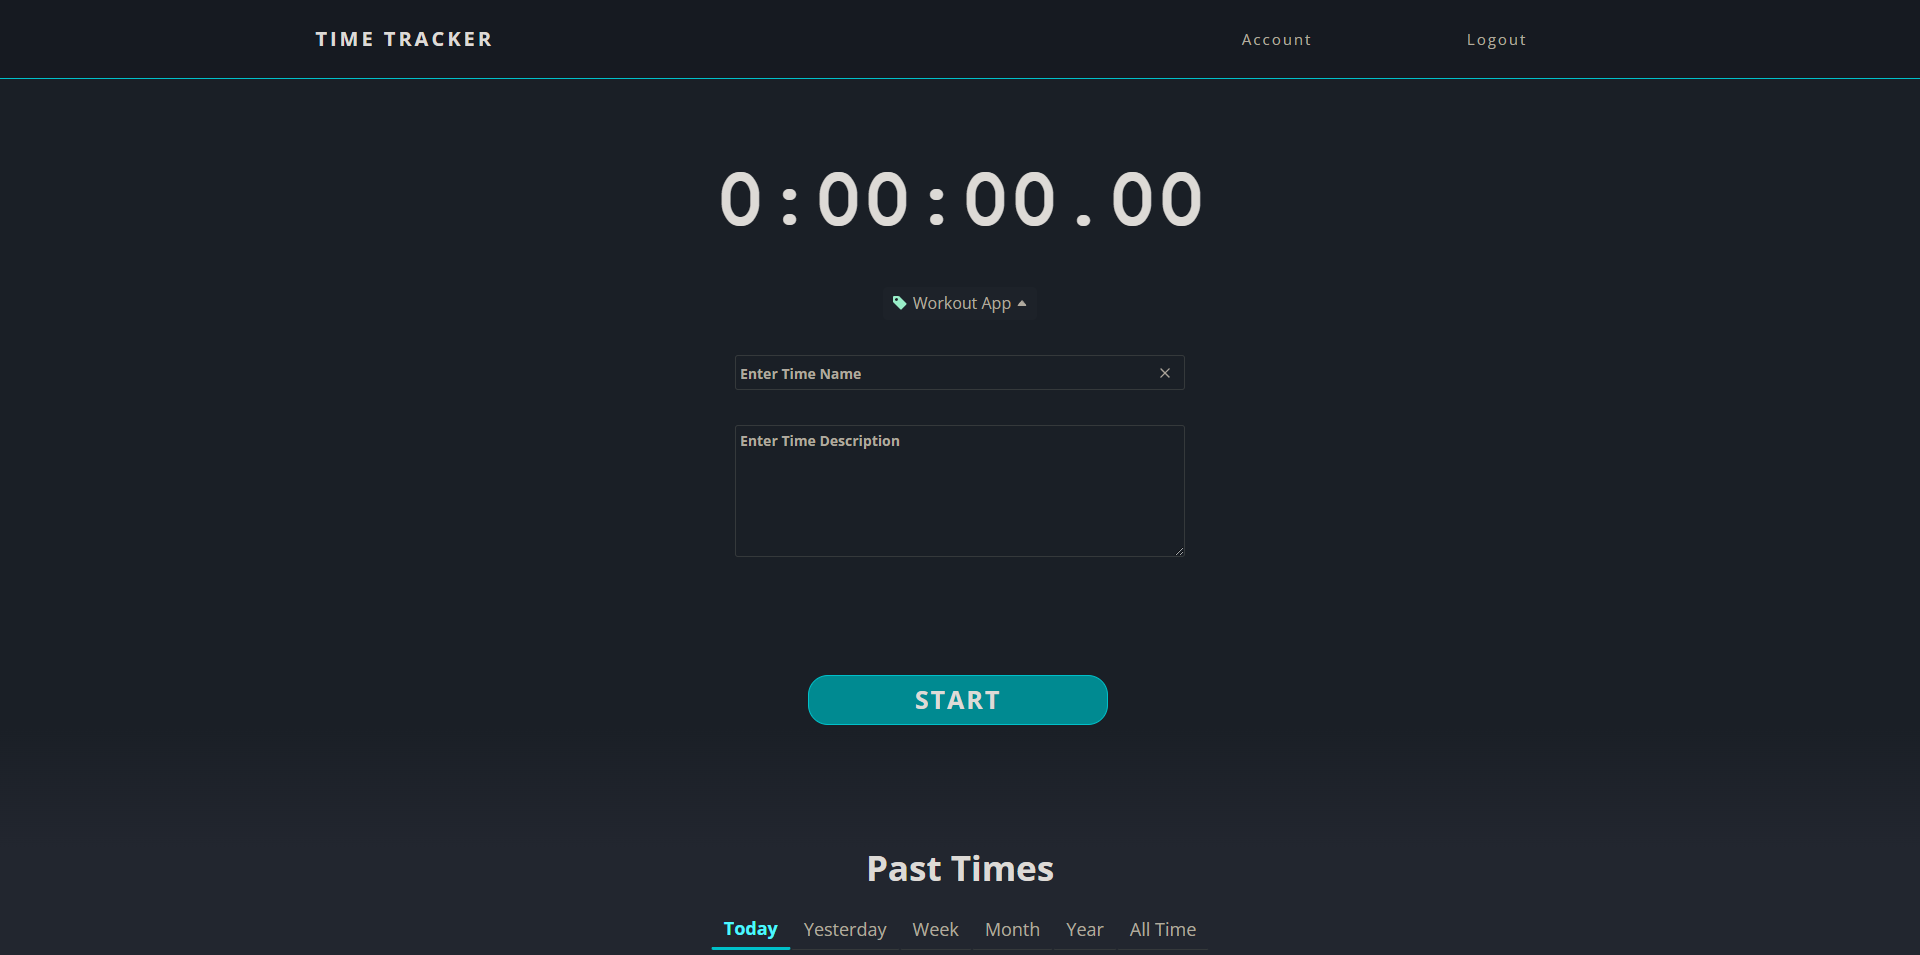 TIME TRACKER Account Logout
0:00:00.00
Workout App
Enter Time Name
Enter Time Description
START
Past Times
Today Yesterday Week Month Year All Time